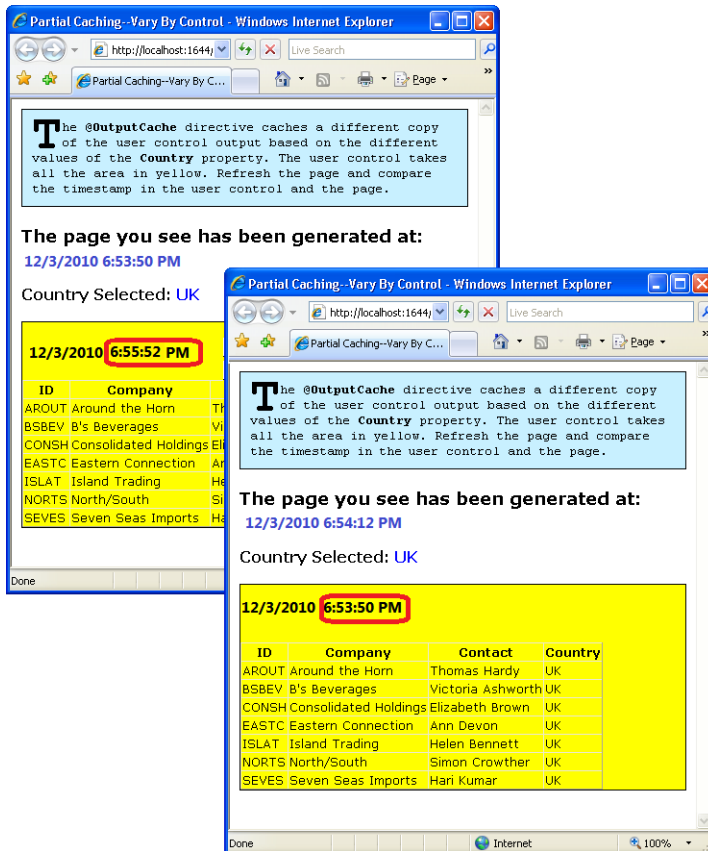 Partial Caching--Vary By Control - Windows Internet Explorer
http://localhost:1644/
Live Search
Partial Caching--Vary By C...
Page
»
The @OutputCache directive caches a different copy
of the user control output based on the different
values of the Country property. The user control takes
all the area in yellow. Refresh the page and compare
the timestamp in the user control and the page.
The page you see has been generated at:
12/3/2010 6:53:50 PM
Country Selected: UK
12/3/2010 6:55:52 PM
ID Company
AROUT Around the Horn Th
BSBEV B's Beverages Vi
CONSH Consolidated Holdings Eli
EASTC Eastern Connection An
ISLAT Island Trading He
NORTS North/South Si
SEVES Seven Seas Imports Ha
Done
Partial Caching--Vary By Control - Windows Internet Explorer
http://localhost:1644/
Live Search
Partial Caching--Vary By C...
Page
»
The @OutputCache directive caches a different copy
of the user control output based on the different
values of the Country property. The user control takes
all the area in yellow. Refresh the page and compare
the timestamp in the user control and the page.
The page you see has been generated at:
12/3/2010 6:54:12 PM
Country Selected: UK
12/3/2010 6:53:50 PM
ID Company Contact Country
AROUT Around the Horn Thomas Hardy UK
BSBEV B's Beverages Victoria Ashworth UK
CONSH Consolidated Holdings Elizabeth Brown UK
EASTC Eastern Connection Ann Devon UK
ISLAT Island Trading Helen Bennett UK
NORTS North/South Simon Crowther UK
SEVES Seven Seas Imports Hari Kumar UK
Done Internet 100%